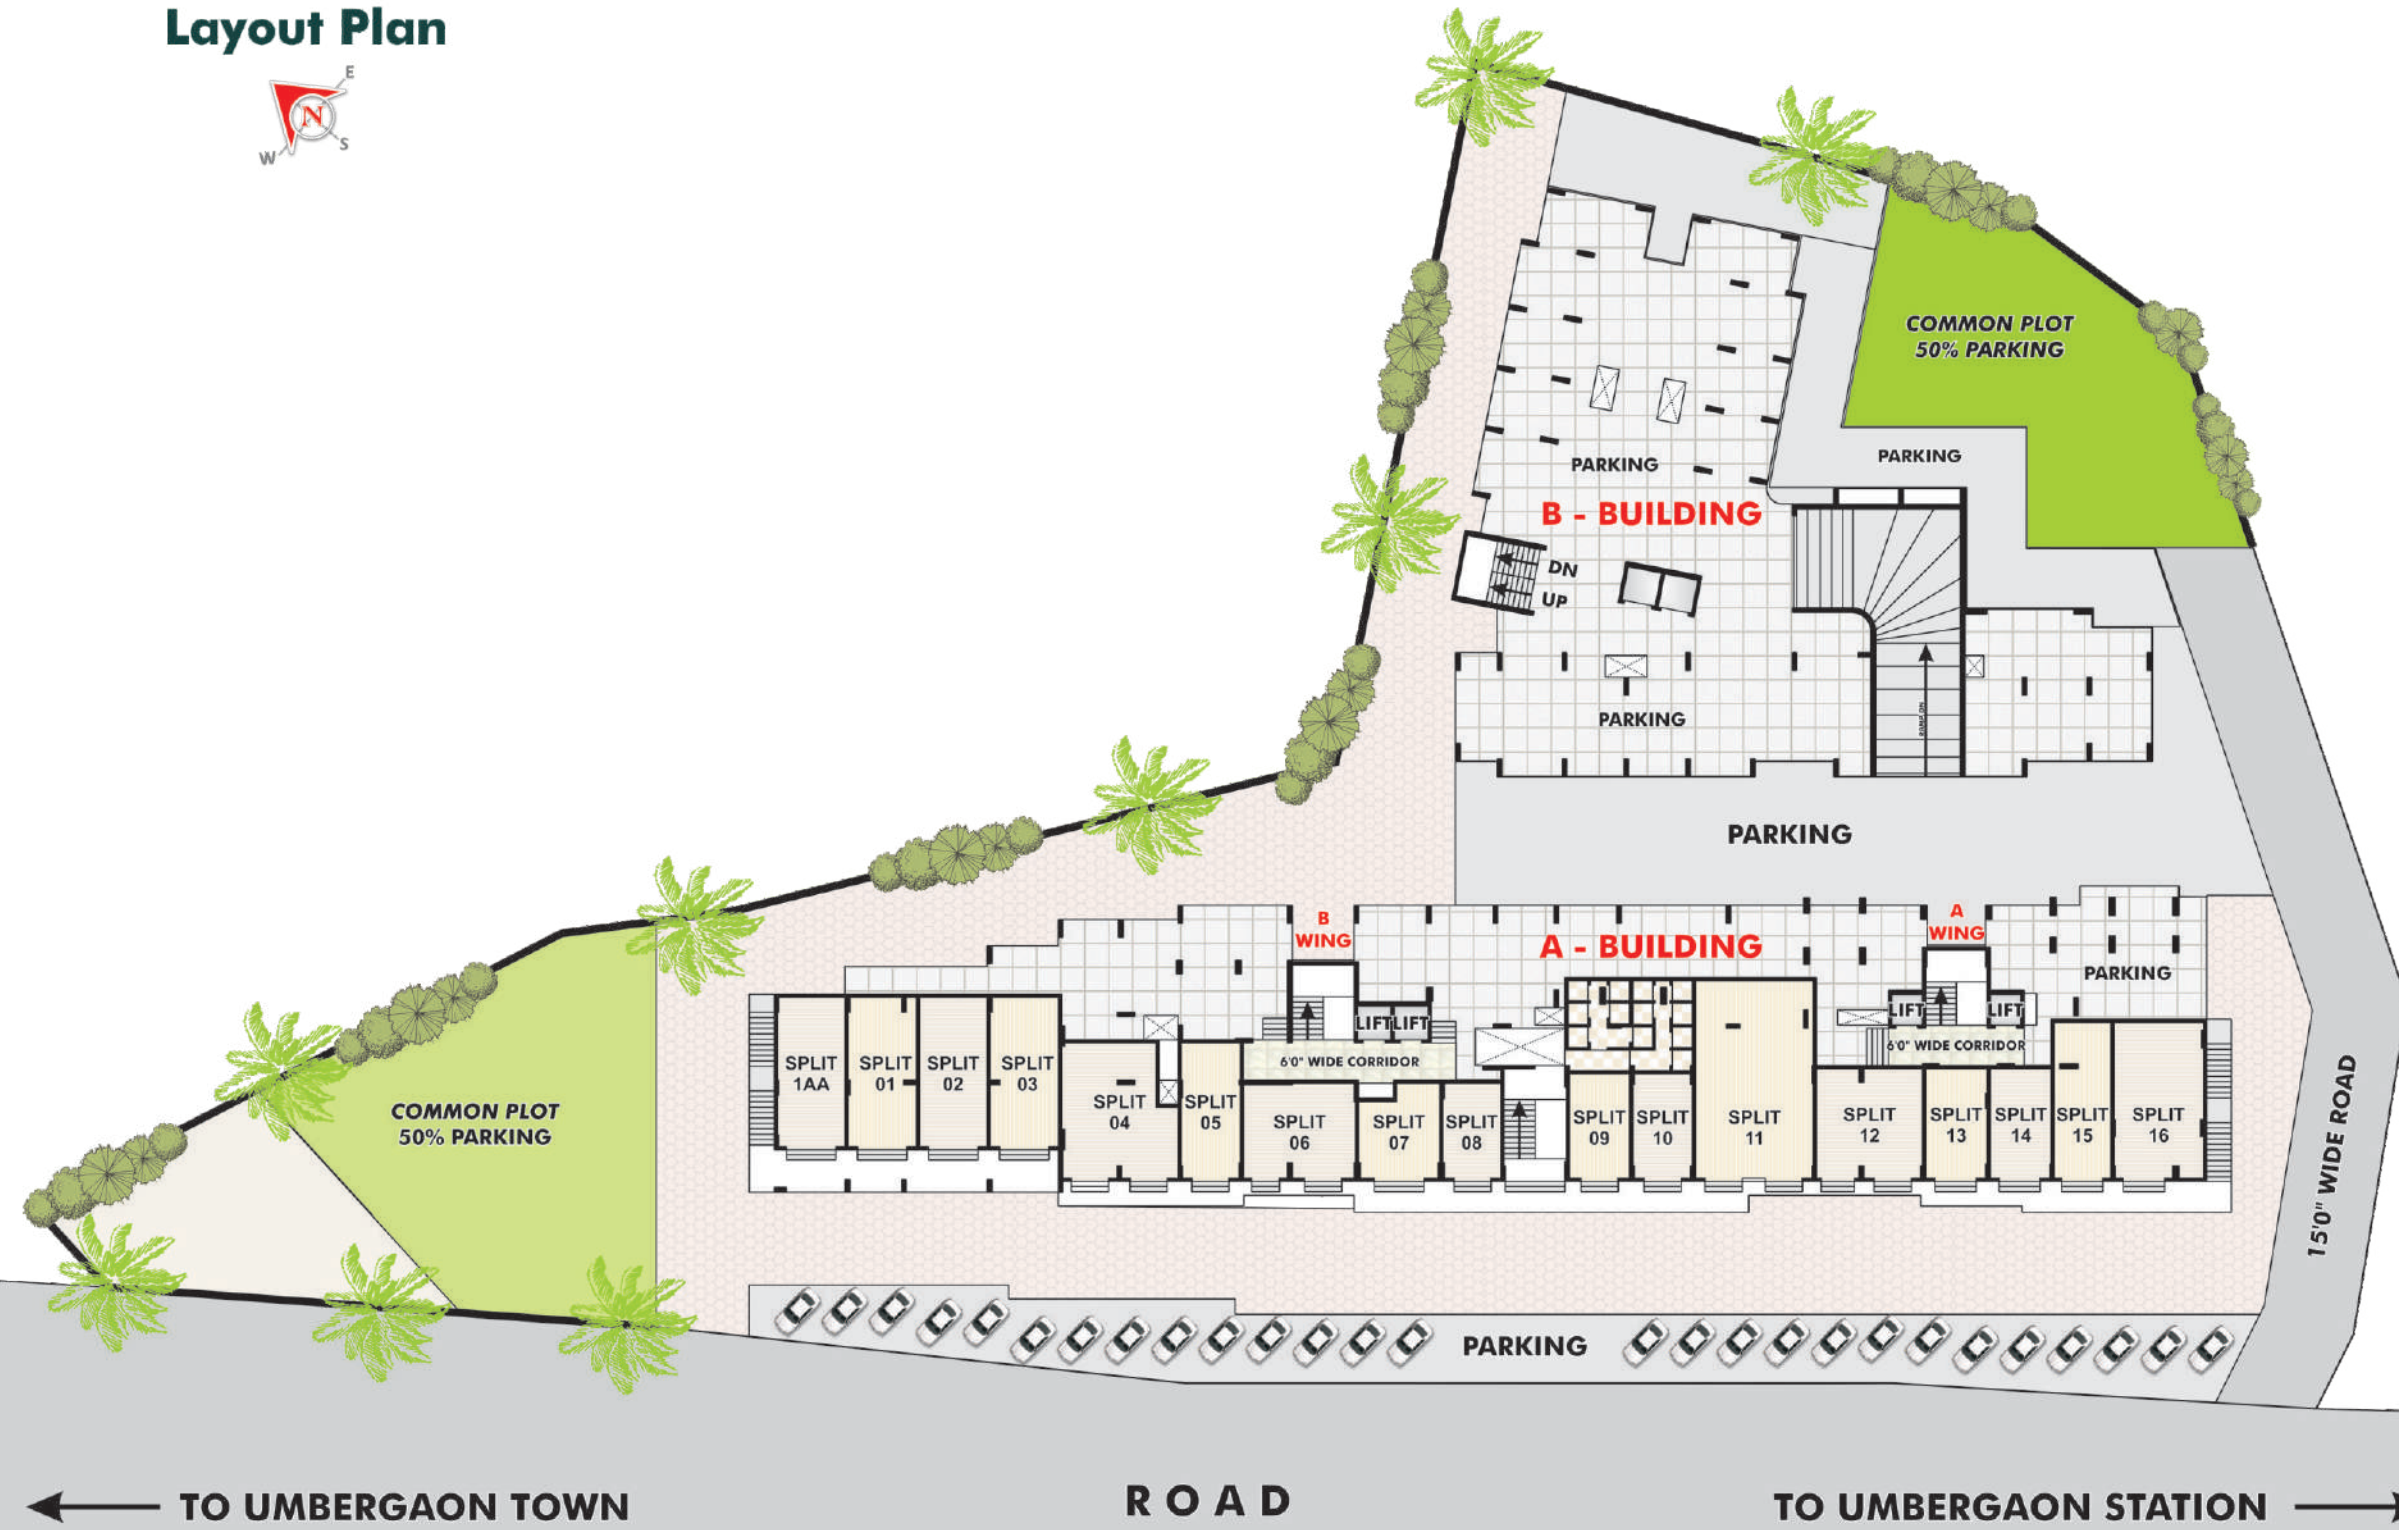 Layout Plan
E
N
S
W
COMMON PLOT
50% PARKING
PARKING
PARKING
B - BUILDING
DN
UP
PARKING
PARKING
B
WING
A - BUILDING
A
WING
PARKING
LIFT
LIFT
LIFT
LIFT
6'0" WIDE CORRIDOR
6'0" WIDE CORRIDOR
SPLIT
1AA
SPLIT
01
SPLIT
02
SPLIT
03
SPLIT
04
SPLIT
05
SPLIT
06
SPLIT
07
SPLIT
08
SPLIT
09
SPLIT
10
SPLIT
11
SPLIT
12
SPLIT
13
SPLIT
14
SPLIT
15
SPLIT
16
COMMON PLOT
50% PARKING
15'0" WIDE ROAD
PARKING
TO UMBERGAON TOWN
ROAD
TO UMBERGAON STATION